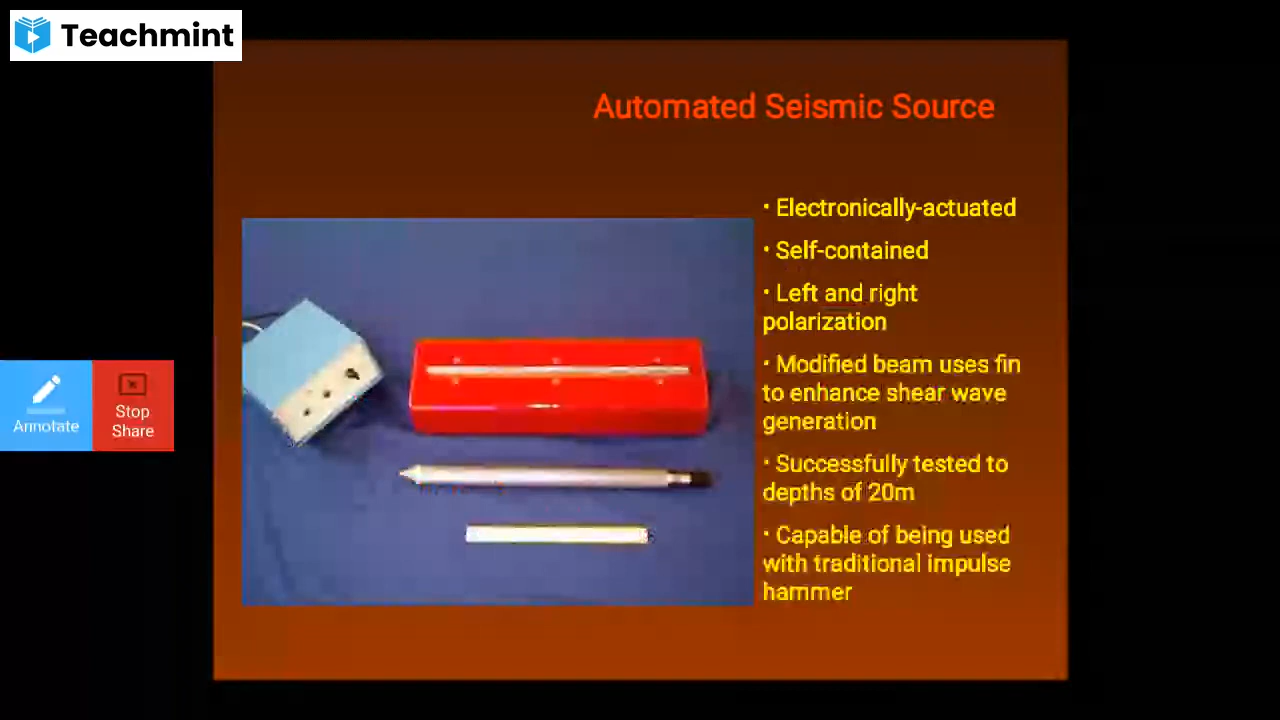 Teachmint
Automated Seismic Source
• Electronically-actuated
• Self-contained
• Left and right
polarization
• Modified beam uses fin
to enhance shear wave
generation
• Successfully tested to
depths of 20m
• Capable of being used
with traditional impulse
hammer
Annotate
Stop
Share